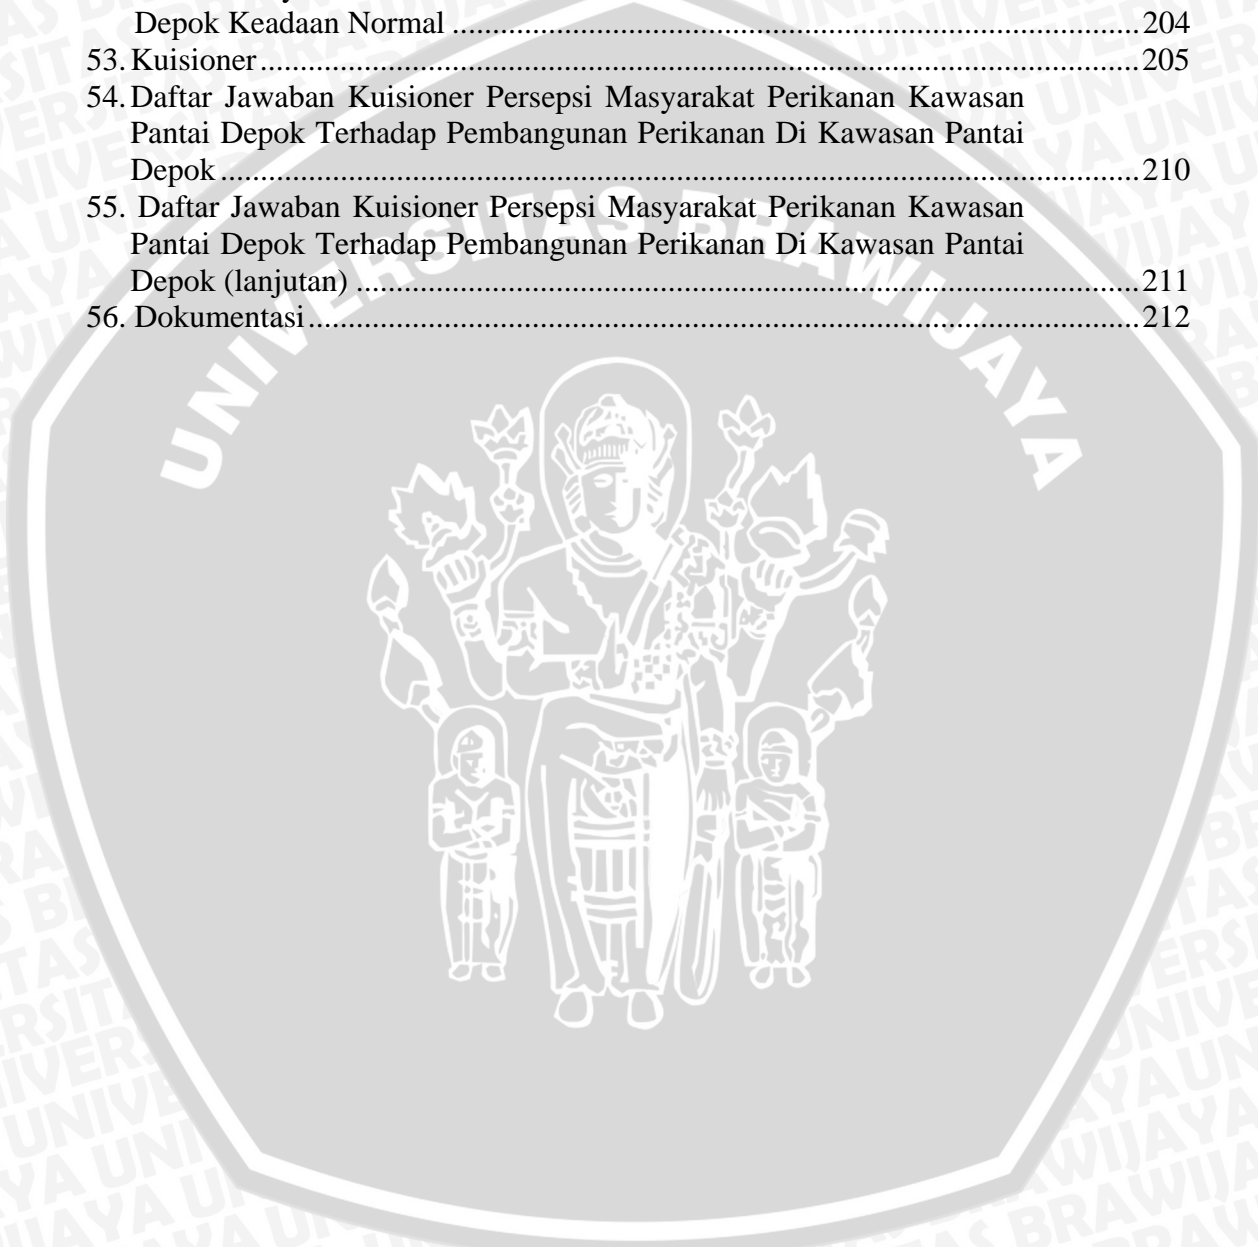 Depok Keadaan Normal ........ 204
53. Kuisioner ........ 205
54. Daftar Jawaban Kuisioner Persepsi Masyarakat Perikanan Kawasan
Pantai Depok Terhadap Pembangunan Perikanan Di Kawasan Pantai
Depok ........ 210
55. Daftar Jawaban Kuisioner Persepsi Masyarakat Perikanan Kawasan
Pantai Depok Terhadap Pembangunan Perikanan Di Kawasan Pantai
Depok (lanjutan) ........ 211
56. Dokumentasi ........ 212
UNIVERSITAS BRAWIJAYA